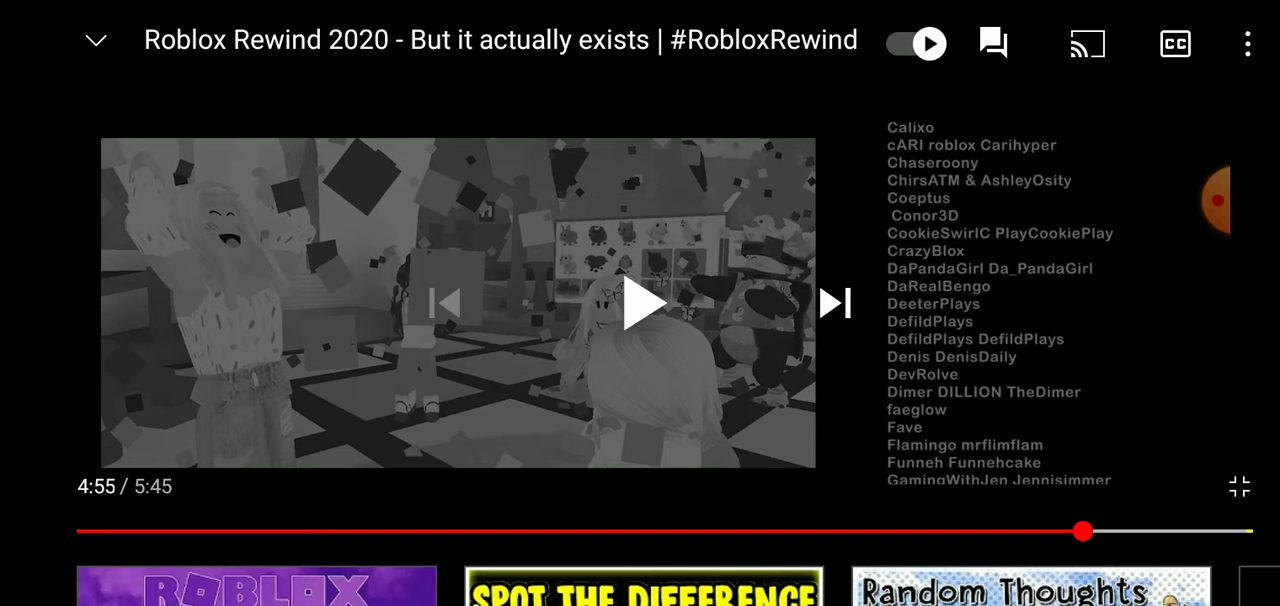 Roblox Rewind 2020 - But it actually exists | #RobloxRewind
CC
Calixo
cARI roblox Carihyper
Chaseroony
ChirsATM & AshleyOsity
Coeptus
Conor3D
CookieSwirlC PlayCookiePlay
CrazyBlox
DaPandaGirl Da_PandaGirl
DaRealBengo
DeeterPlays
DefildPlays
DefildPlays DefildPlays
Denis DenisDaily
DevRolve
Dimer DILLION TheDimer
faeglow
Fave
Flamingo mrflimflam
Funneh Funnehcake
GamingWithJen Jennisimmer
4:55 / 5:45
ROBLOX
SPOT THE DIFFERENCE
Random Thoughts